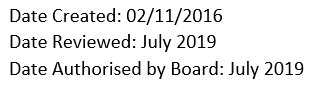 Date Created: 02/11/2016
Date Reviewed: July 2019
Date Authorised by Board: July 2019